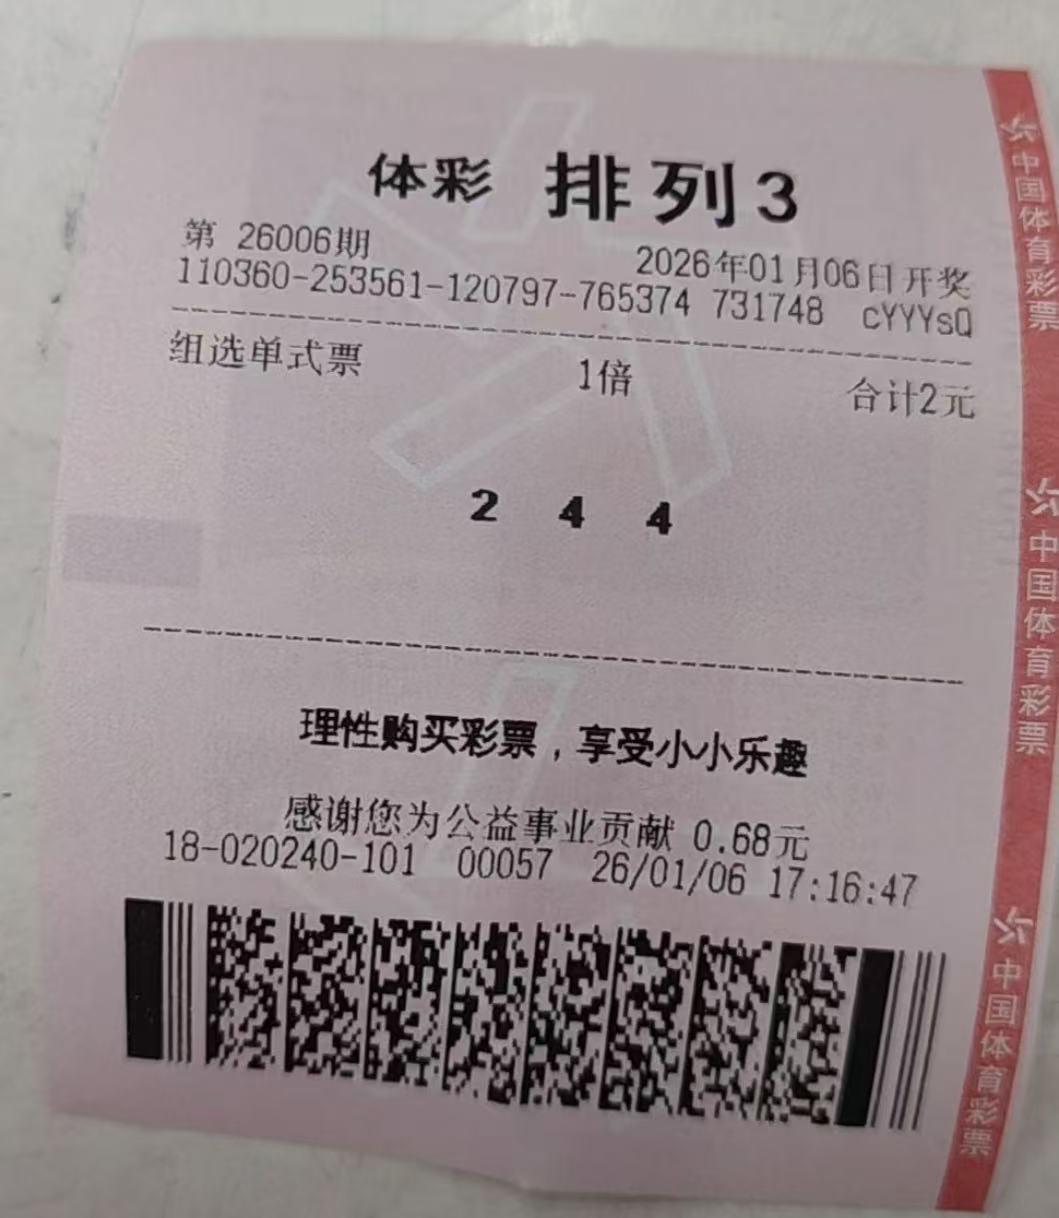 体彩 排列3
第 26006期 2026年01月06日开奖
110360-253561-120797-765374 731748 cYYYsQ
组选单式票 1倍 合计2元
2 4 4
理性购买彩票，享受小小乐趣
感谢您为公益事业贡献 0.68元
18-020240-101 00057 26/01/06 17:16:47
中国体育彩票
中国体育彩票
中国体育彩票